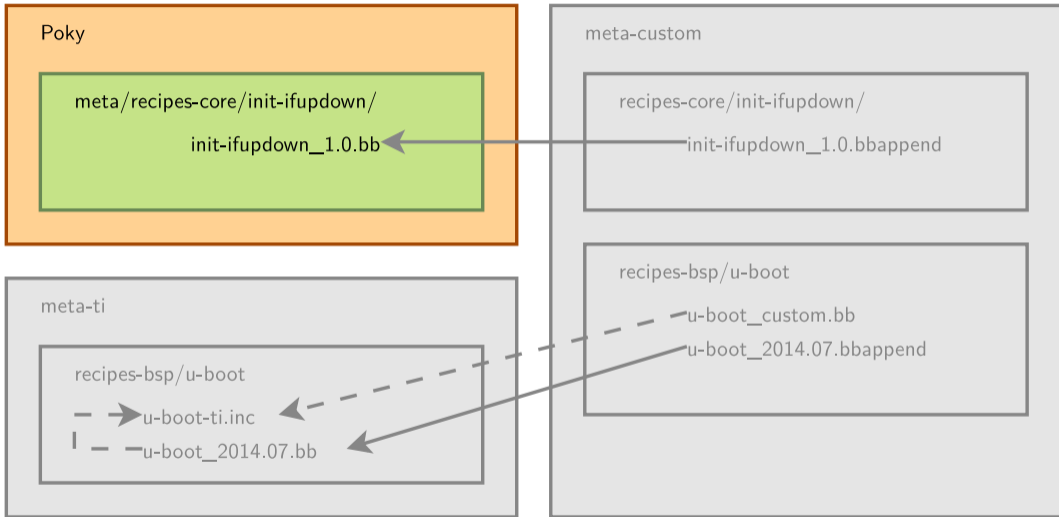 Poky
meta/recipes-core/init-ifupdown/
init-ifupdown_1.0.bb
meta-ti
recipes-bsp/u-boot
u-boot-ti.inc
u-boot_2014.07.bb
meta-custom
recipes-core/init-ifupdown/
init-ifupdown_1.0.bbappend
recipes-bsp/u-boot
u-boot_custom.bb
u-boot_2014.07.bbappend